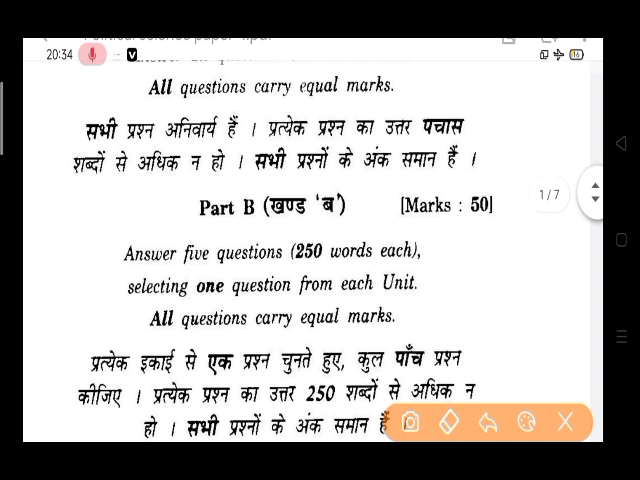 20:34
All questions carry equal marks.
सभी प्रश्न अनिवार्य हैं । प्रत्येक प्रश्न का उत्तर पचास
शब्दों से अधिक न हो । सभी प्रश्नों के अंक समान हैं ।
Part B (खण्ड 'ब') [Marks : 50]
1/7
Answer five questions (250 words each),
selecting one question from each Unit.
All questions carry equal marks.
प्रत्येक इकाई से एक प्रश्न चुनते हुए, कुल पाँच प्रश्न
कीजिए । प्रत्येक प्रश्न का उत्तर 250 शब्दों से अधिक न
हो । सभी प्रश्नों के अंक समान हैं